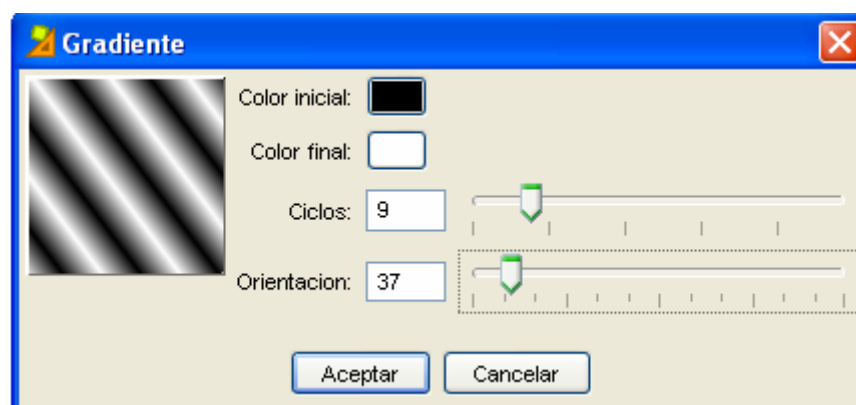 Gradiente
Color inicial:
Color final:
Ciclos: 9
Orientacion: 37
Aceptar Cancelar